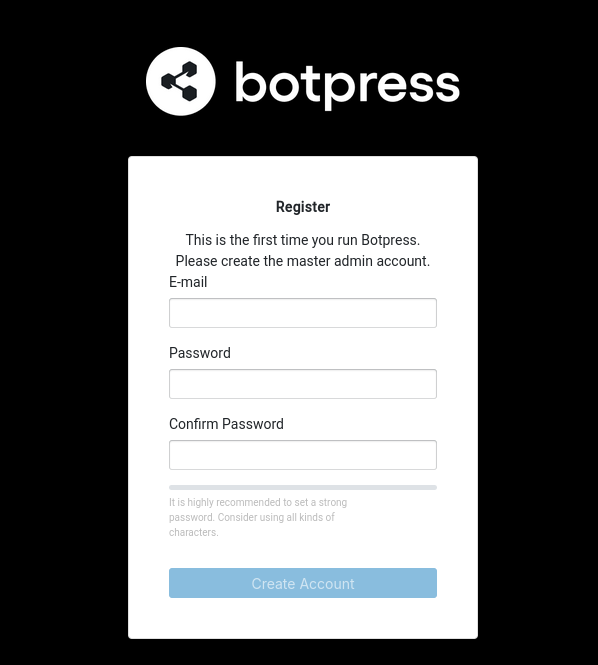 botpress
Register
This is the first time you run Botpress.
Please create the master admin account.
E-mail
Password
Confirm Password
It is highly recommended to set a strong
password. Consider using all kinds of
characters.
Create Account